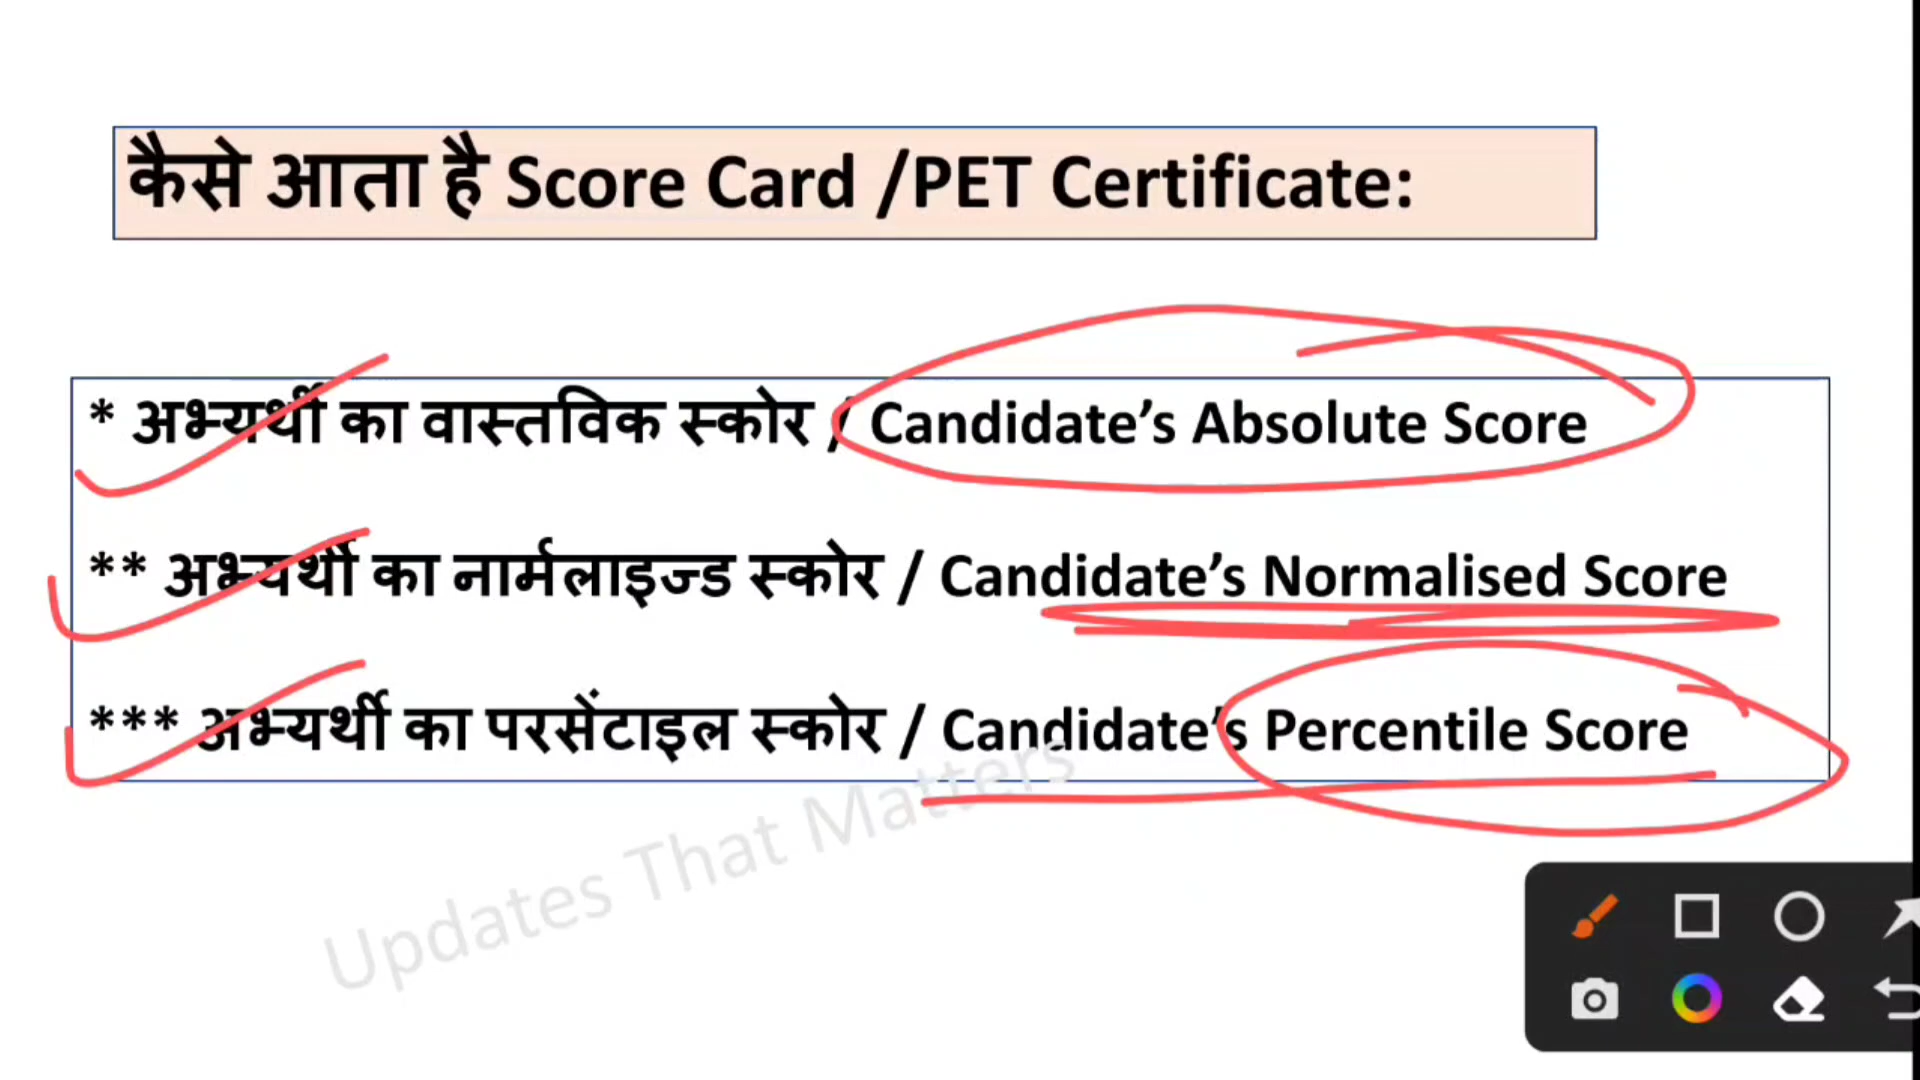 कैसे आता है Score Card /PET Certificate:
* अभ्यर्थी का वास्तविक स्कोर / Candidate’s Absolute Score
** अभ्यर्थी का नार्मलाइज्ड स्कोर / Candidate’s Normalised Score
*** अभ्यर्थी का परसेंटाइल स्कोर / Candidate’s Percentile Score
Updates That Matters